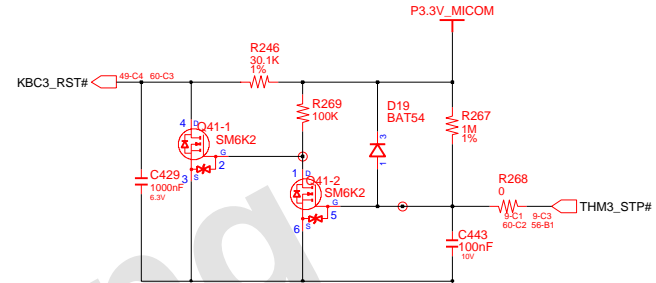 P3.3V_MICOM
KBC3_RST#
49-C4 60-C3
R246
30.1K
1%
R269
100K
D19
BAT54
3
1
R267
1M
1%
4
D
Q41-1
SM6K2
G
2
3
S
C429
1000nF
6.3V
1
D
Q41-2
SM6K2
G
5
6
S
R268
0
9-C1 9-C3
60-C2 56-B1
THM3_STP#
C443
100nF
10V